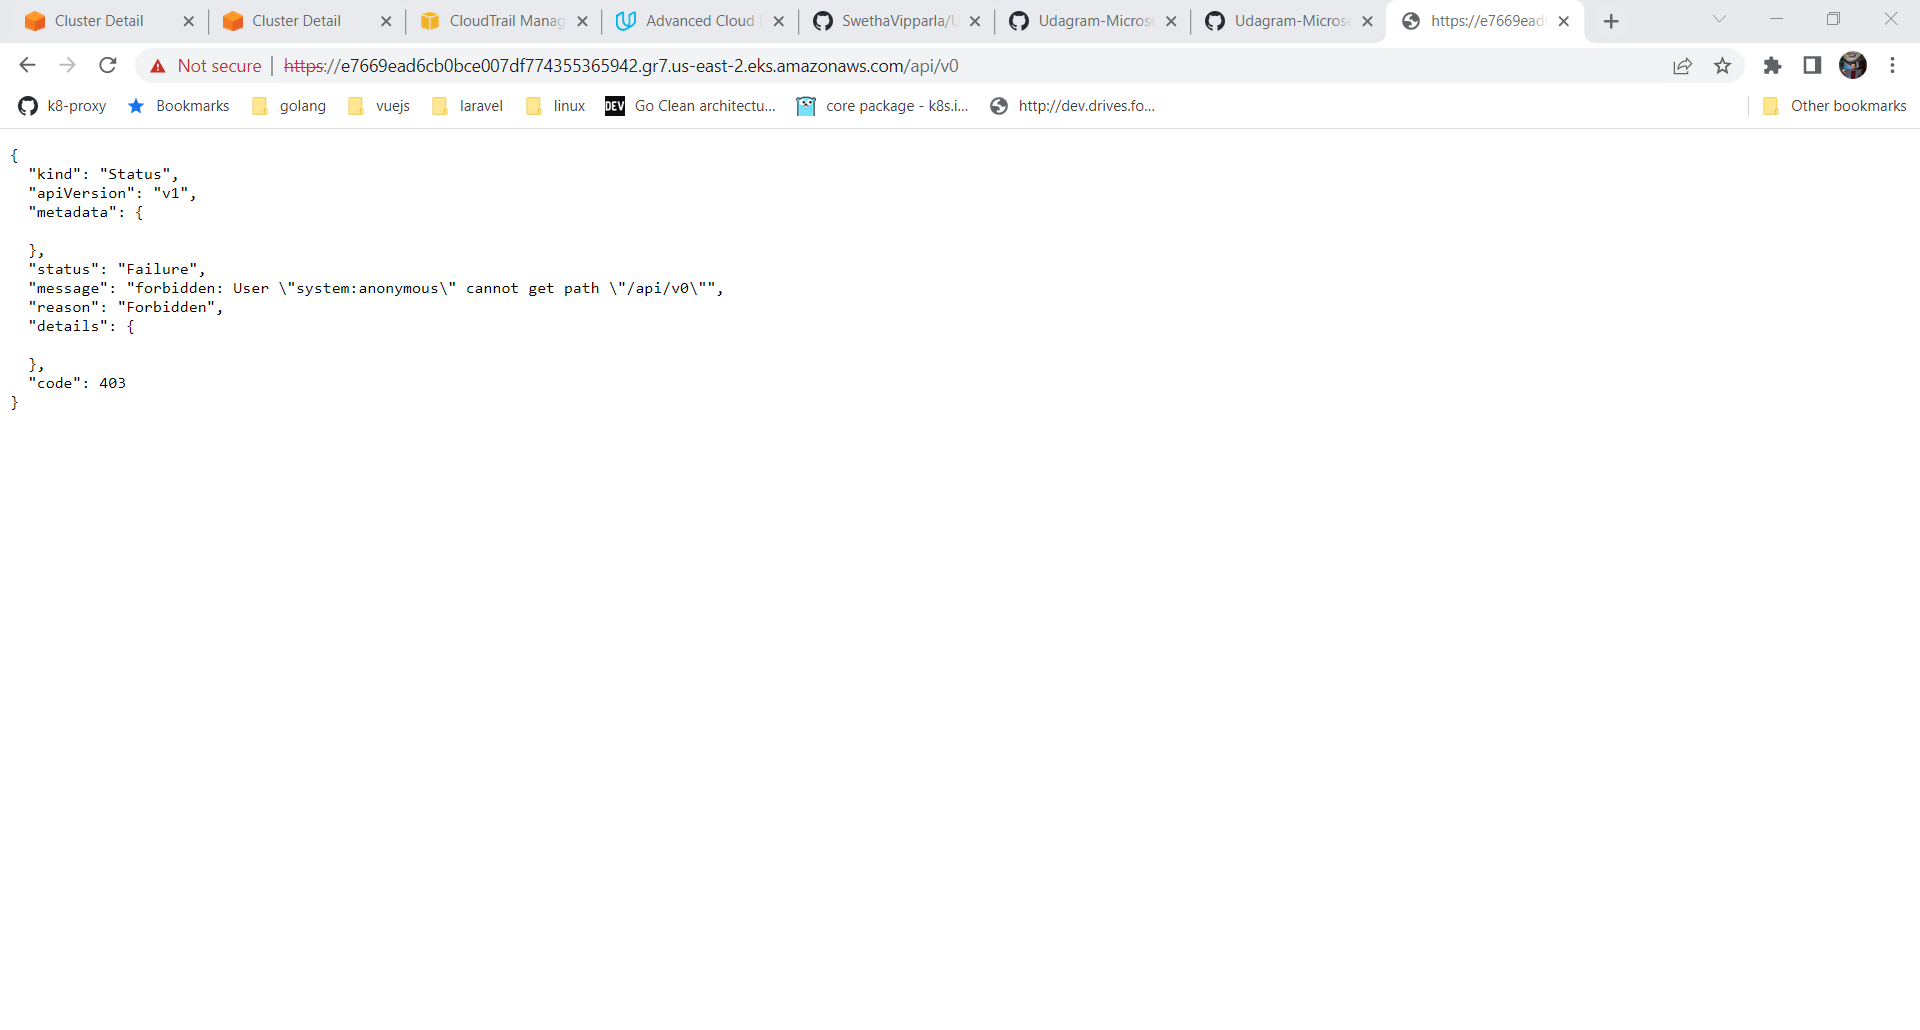 Cluster Detail
Cluster Detail
CloudTrail Manag
Advanced Cloud
SwethaVipparla/U
Udagram-Microse
Udagram-Microse
https://e7669ead
Not secure | https://e7669ead6cb0bce007df774355365942.gr7.us-east-2.eks.amazonaws.com/api/v0
k8-proxy
Bookmarks
golang
vuejs
laravel
linux
DEV
Go Clean architectu...
core package - k8s.i...
http://dev.drives.fo...
Other bookmarks
{
  "kind": "Status",
  "apiVersion": "v1",
  "metadata": {
  },
  "status": "Failure",
  "message": "forbidden: User \"system:anonymous\" cannot get path \"/api/v0\"",
  "reason": "Forbidden",
  "details": {
  },
  "code": 403
}